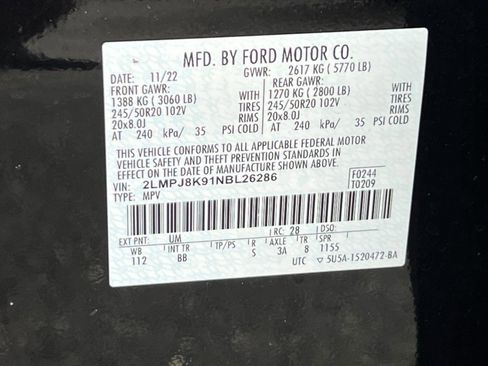 MFD. BY FORD MOTOR CO.
DATE: 11/22 GVWR: 2617 KG ( 5770 LB)
FRONT GAWR: REAR GAWR:
1388 KG ( 3060 LB) WITH 1270 KG ( 2800 LB) WITH
245/50R20 102V TIRES 245/50R20 102V TIRES
20x8.0J RIMS 20x8.0J RIMS
AT 240 kPa/ 35 PSI COLD AT 240 kPa/ 35 PSI COLD
THIS VEHICLE CONFORMS TO ALL APPLICABLE FEDERAL MOTOR
VEHICLE SAFETY AND THEFT PREVENTION STANDARDS IN
EFFECT ON THE DATE OF MANUFACTURE SHOWN ABOVE.
VIN: 2LMPJ8K91NBL26286 F0244
TYPE: MPV T0209
EXT PNT: UM RC: 28 DSO:
WB INT TR TP/PS R AXLE TR SPR
112 BB S 3A 8 1155
UTC ▽5U5A-1520472-BA